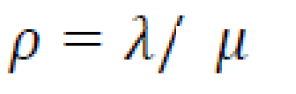 ρ = λ/ μ